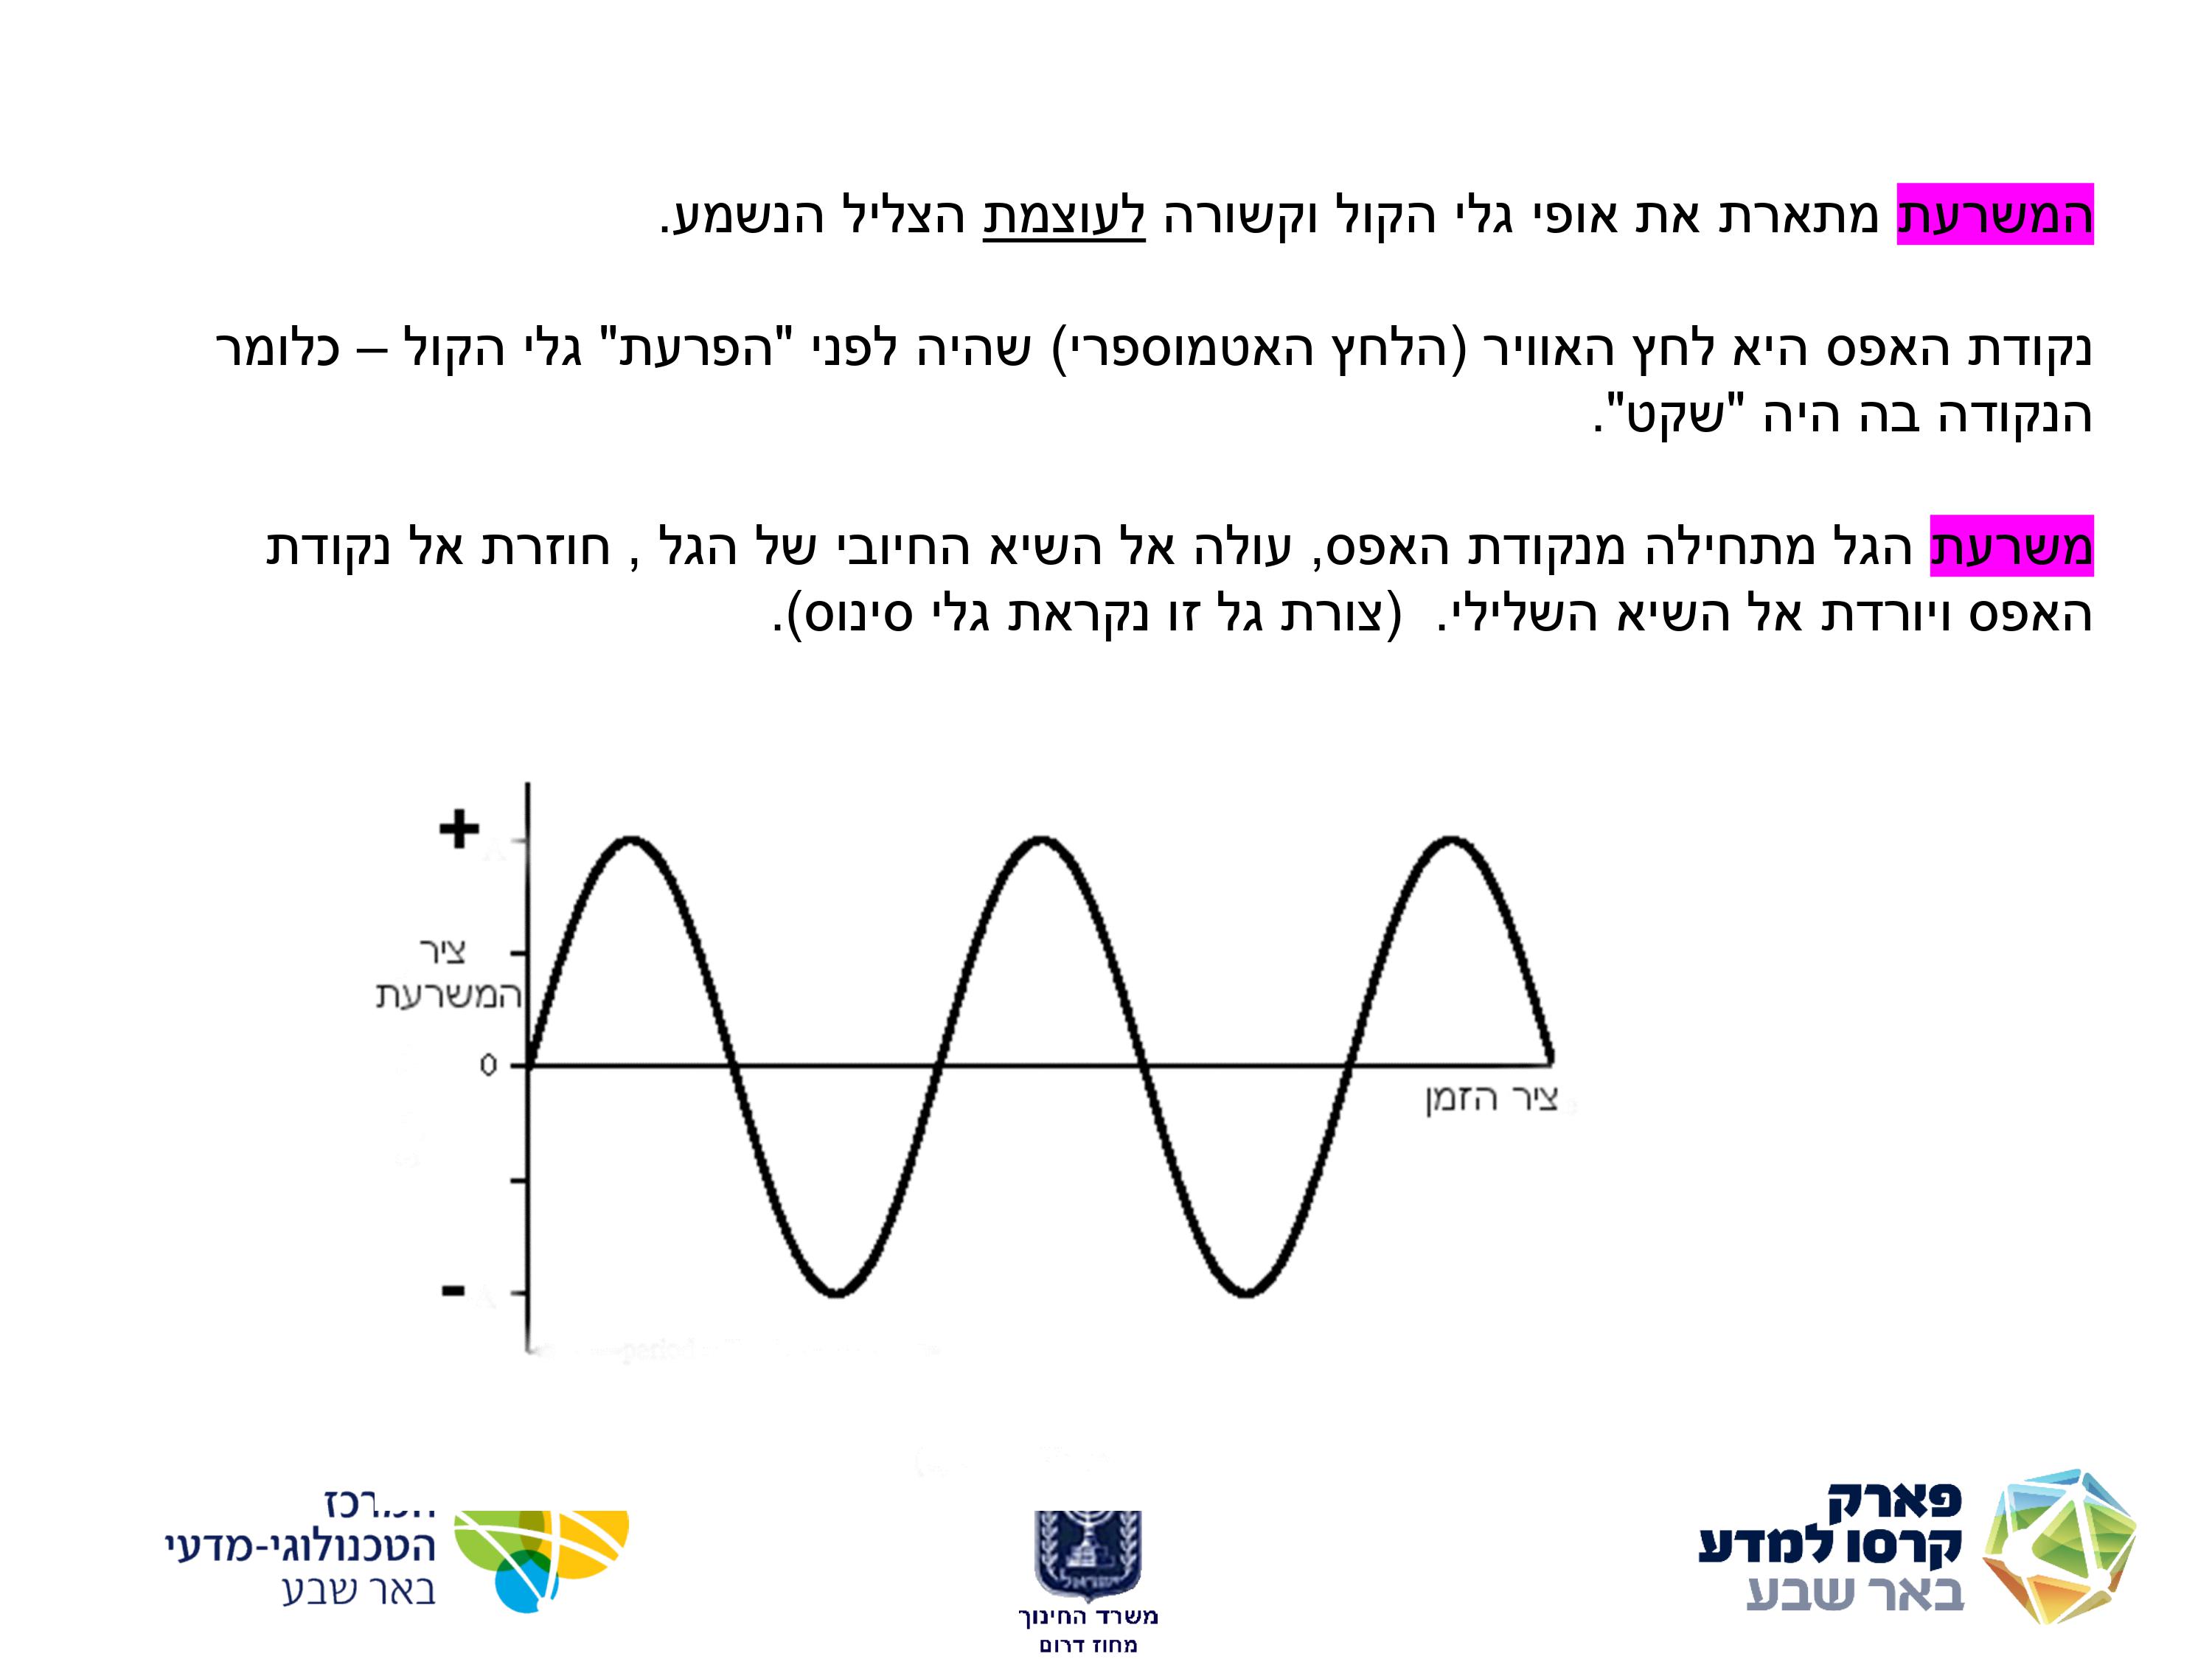 המשרעת מתארת את אופי גלי הקול וקשורה לעוצמת הצליל הנשמע.
נקודת האפס היא לחץ האוויר (הלחץ האטמוספרי) שהיה לפני "הפרעת" גלי הקול – כלומר
הנקודה בה היה "שקט".
משרעת הגל מתחילה מנקודת האפס, עולה אל השיא החיובי של הגל , חוזרת אל נקודת
האפס ויורדת אל השיא השלילי. (צורת גל זו נקראת גלי סינוס).
+
ציר
המשרעת
0
ציר הזמן
-
המרכז
הטכנולוגי-מדעי
באר שבע
ישראל
משרד החינוך
מחוז דרום
פארק
קרסו למדע
באר שבע